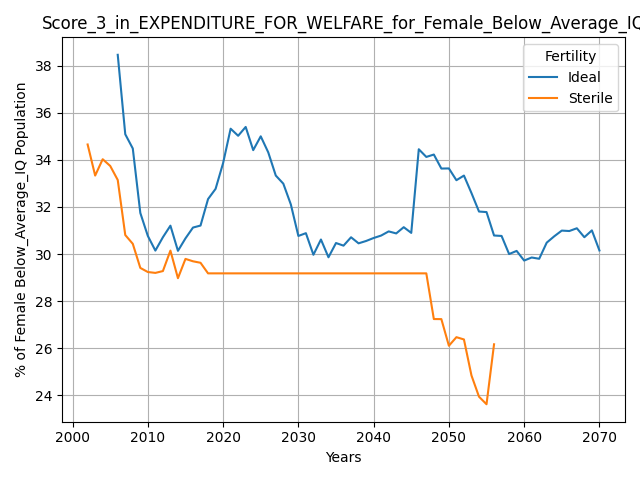 Score_3_in_EXPENDITURE_FOR_WELFARE_for_Female_Below_Average_IQ
Fertility
Ideal
Sterile
% of Female Below_Average_IQ Population
38
36
34
32
30
28
26
24
2000 2010 2020 2030 2040 2050 2060 2070
Years